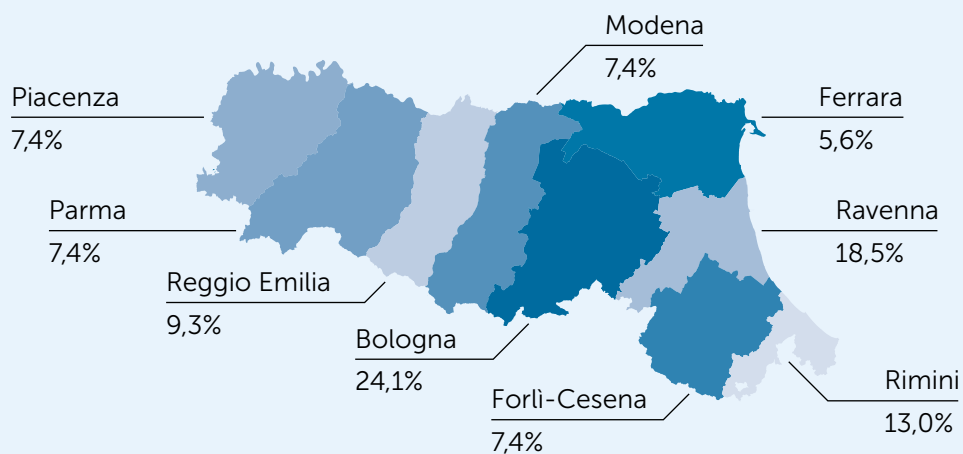 Modena
7,4%
Piacenza
7,4%
Ferrara
5,6%
Parma
7,4%
Ravenna
18,5%
Reggio Emilia
9,3%
Bologna
24,1%
Rimini
13,0%
Forlì-Cesena
7,4%